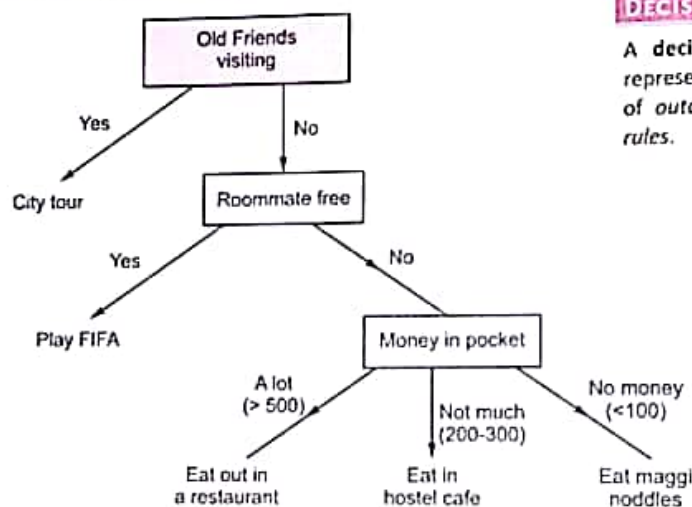 DECIS
Old Friends
visiting
A deci
represe
of outc
rules.
Yes
No
City tour
Roommate free
Yes
No
Play FIFA
Money in pocket
A lot
(> 500)
Not much
(200-300)
No money
(<100)
Eat out in
a restaurant
Eat in
hostel cafe
Eat maggi
noddles